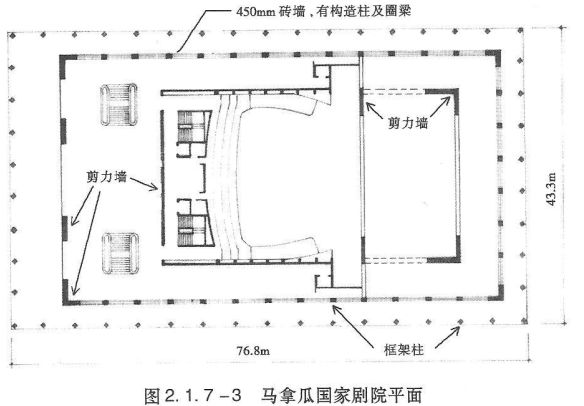 450mm 砖墙，有构造柱及圈梁
剪力墙
剪力墙
43.3m
框架柱
76.8m
图 2.1.7-3 马拿瓜国家剧院平面